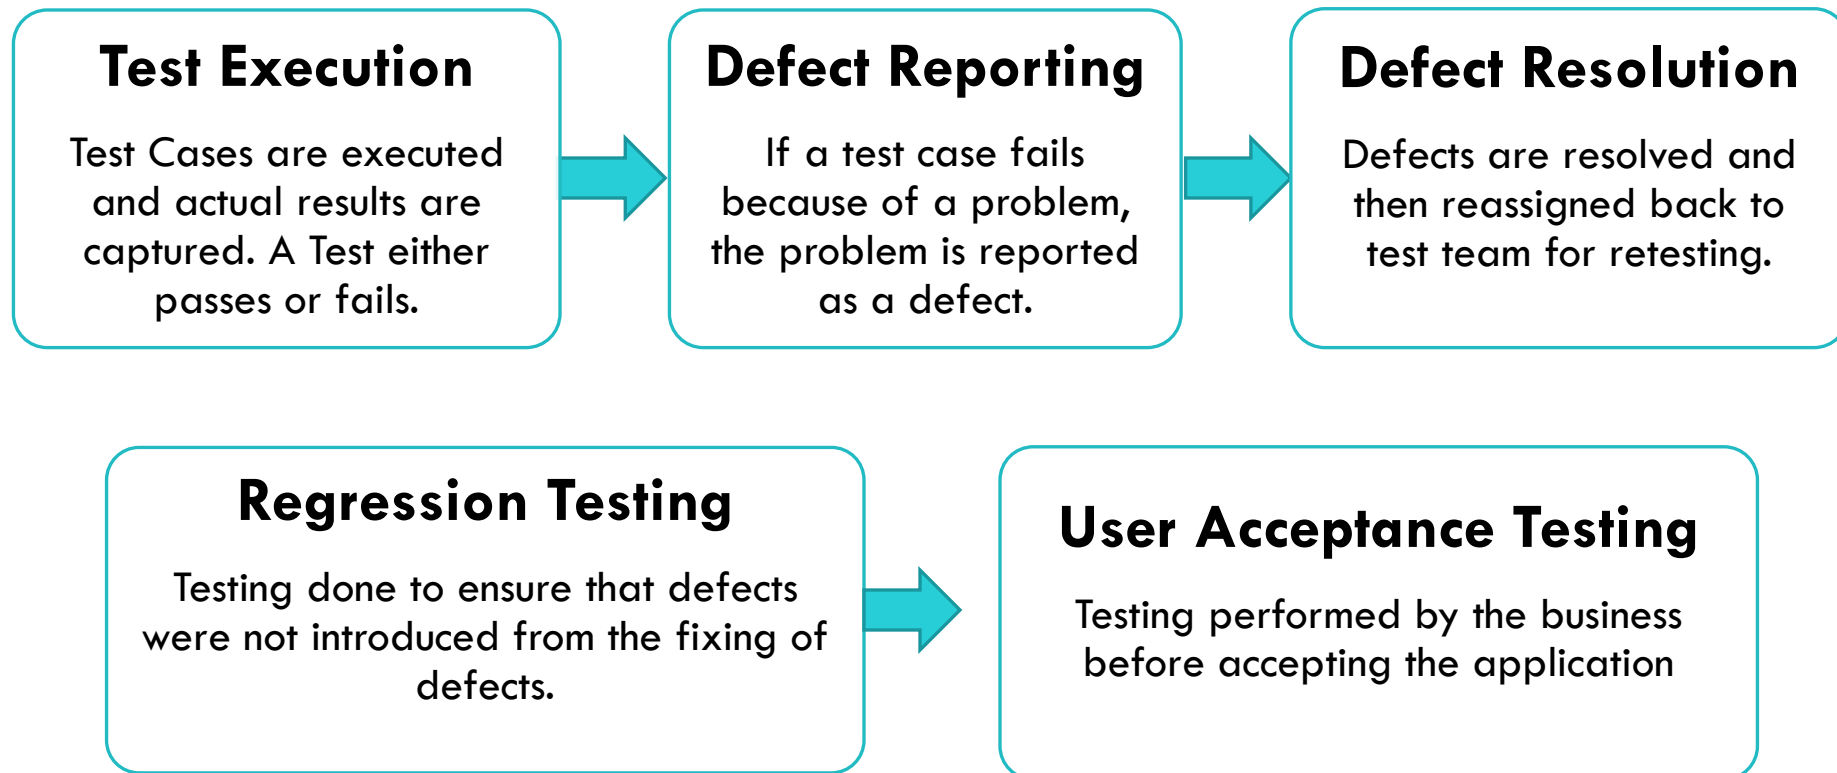 Test Execution
Test Cases are executed
and actual results are
captured. A Test either
passes or fails.
Defect Reporting
If a test case fails
because of a problem,
the problem is reported
as a defect.
Defect Resolution
Defects are resolved and
then reassigned back to
test team for retesting.
Regression Testing
Testing done to ensure that defects
were not introduced from the fixing of
defects.
User Acceptance Testing
Testing performed by the business
before accepting the application